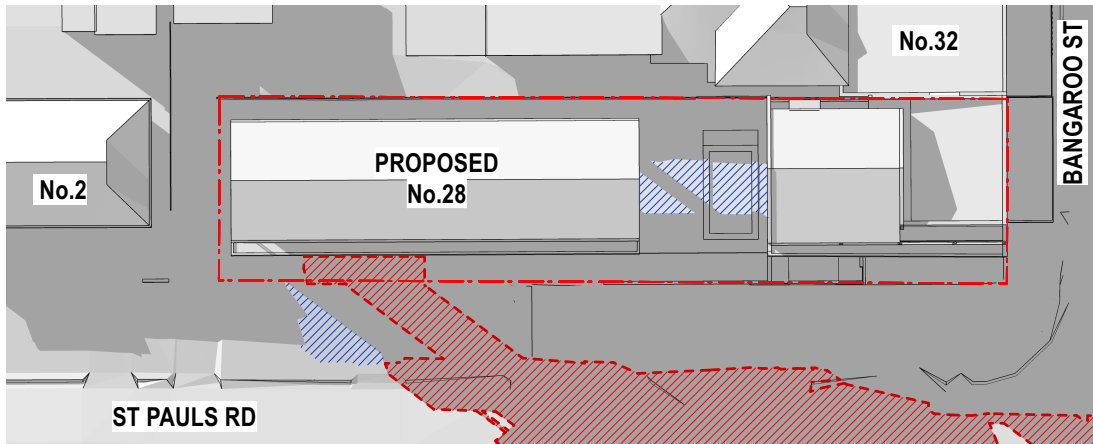 No.32
BANGAROO ST
PROPOSED
No.28
No.2
ST PAULS RD